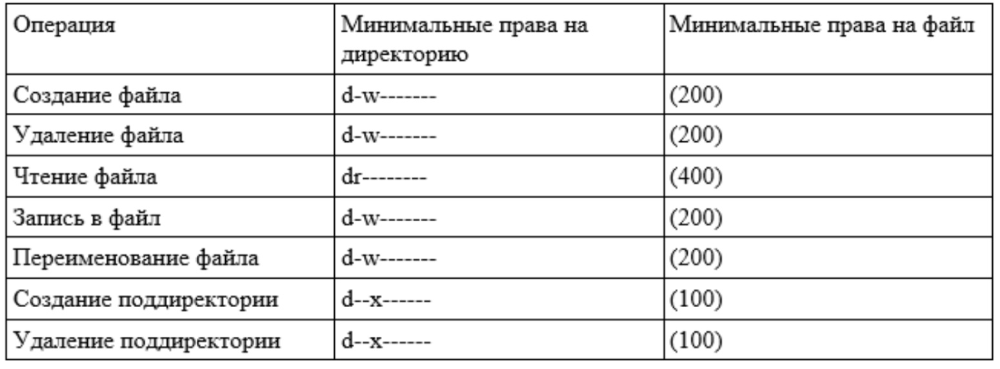 Операция Минимальные права на директорию Минимальные права на файл
Создание файла d-w------- (200)
Удаление файла d-w------- (200)
Чтение файла dr-------- (400)
Запись в файл d-w------- (200)
Переименование файла d-w------- (200)
Создание поддиректории d--x------ (100)
Удаление поддиректории d--x------ (100)